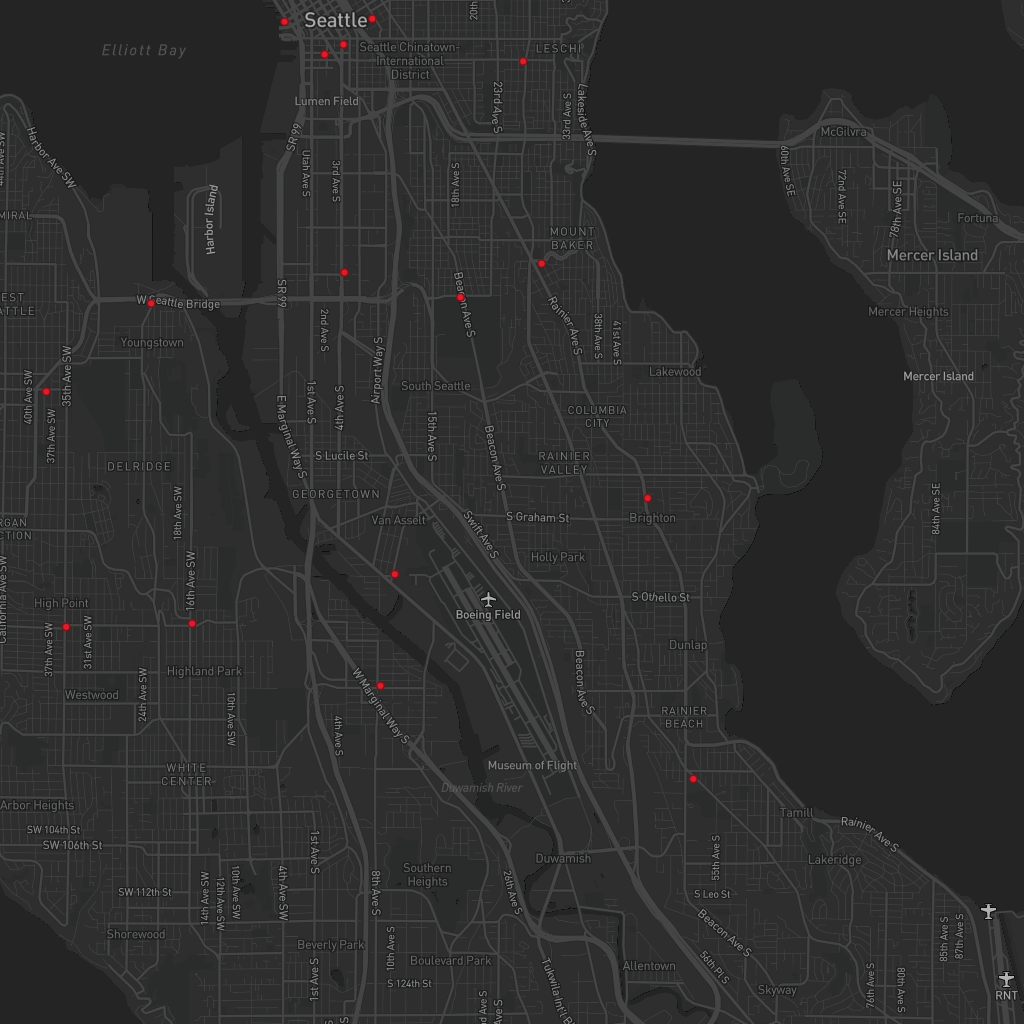 Seattle
20th
Elliott Bay
Seattle Chinatown-
International
District
LESCHI
Lumen Field
23rd Ave S
33rd Ave S
Lakeside Ave S
SR 99
Harbor Ave SW
44th Ave SW
McGilvra
Utah Ave S
3rd Ave S
18th Ave S
60th Ave SE
72nd Ave SE
78th Ave SE
Harbor Island
MIRAL
Fortuna
MOUNT
BAKER
Mercer Island
SR 99
W Seattle Bridge
EST
ATTLE
Beacon Ave S
Rainier Ave S
Mercer Heights
2nd Ave S
38th Ave S
41st Ave S
Youngstown
Airport Way S
35th Ave SW
Lakewood
Mercer Island
South Seattle
40th Ave SW
1st Ave S
4th Ave S
37th Ave SW
E Marginal Way S
15th Ave S
COLUMBIA
CITY
Beacon Ave S
S Lucile St
DELRIDGE
RAINIER
VALLEY
GEORGETOWN
18th Ave SW
84th Ave SE
RGAN
CTION
Van Asselt
Swift Ave S
S Graham St
Brighton
Holly Park
16th Ave SW
California Ave SW
High Point
Boeing Field
S Othello St
37th Ave SW
31st Ave SW
Dunlap
Highland Park
Beacon Ave S
Westwood
24th Ave SW
10th Ave SW
W Marginal Way S
4th Ave S
RAINIER
BEACH
WHITE
CENTER
Museum of Flight
Duwamish River
Arbor Heights
Tamill
SW 104th St
SW 106th St
1st Ave S
Rainier Ave S
55th Ave S
Duwamish
Lakeridge
Southern
Heights
SW 112th St
14th Ave SW
12th Ave SW
10th Ave SW
4th Ave SW
8th Ave S
26th Ave S
S Leo St
Shorewood
Beverly Park
10th Ave S
Beacon Ave S
85th Ave S
87th Ave S
Boulevard Park
Allentown
56th Pl S
1st Ave S
S 124th St
Tukwila Int'l B
Skyway
76th Ave S
80th Ave S
RNT
Marine